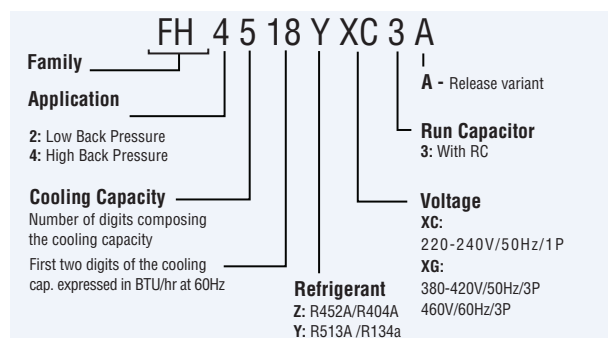 FH 4 5 18 Y XC 3 A
Family
Application
2: Low Back Pressure
4: High Back Pressure
Cooling Capacity
Number of digits composing
the cooling capacity
First two digits of the cooling
cap. expressed in BTU/hr at 60Hz
Refrigerant
Z: R452A/R404A
Y: R513A /R134a
A - Release variant
Run Capacitor
3: With RC
Voltage
XC:
220-240V/50Hz/1P
XG:
380-420V/50Hz/3P
460V/60Hz/3P